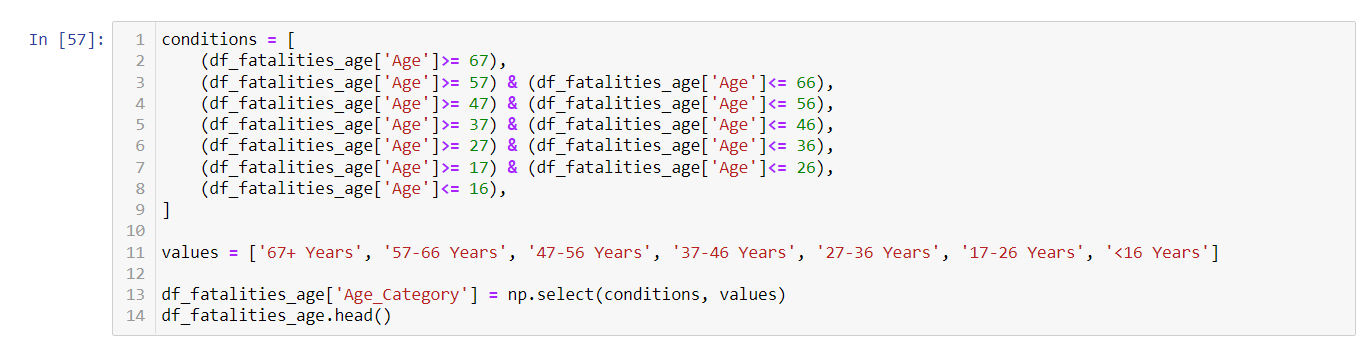 In [57]:
1 conditions = [
2     (df_fatalities_age['Age']>= 67),
3     (df_fatalities_age['Age']>= 57) & (df_fatalities_age['Age']<= 66),
4     (df_fatalities_age['Age']>= 47) & (df_fatalities_age['Age']<= 56),
5     (df_fatalities_age['Age']>= 37) & (df_fatalities_age['Age']<= 46),
6     (df_fatalities_age['Age']>= 27) & (df_fatalities_age['Age']<= 36),
7     (df_fatalities_age['Age']>= 17) & (df_fatalities_age['Age']<= 26),
8     (df_fatalities_age['Age']<= 16),
9 ]
10
11 values = ['67+ Years', '57-66 Years', '47-56 Years', '37-46 Years', '27-36 Years', '17-26 Years', '<16 Years']
12
13 df_fatalities_age['Age_Category'] = np.select(conditions, values)
14 df_fatalities_age.head()